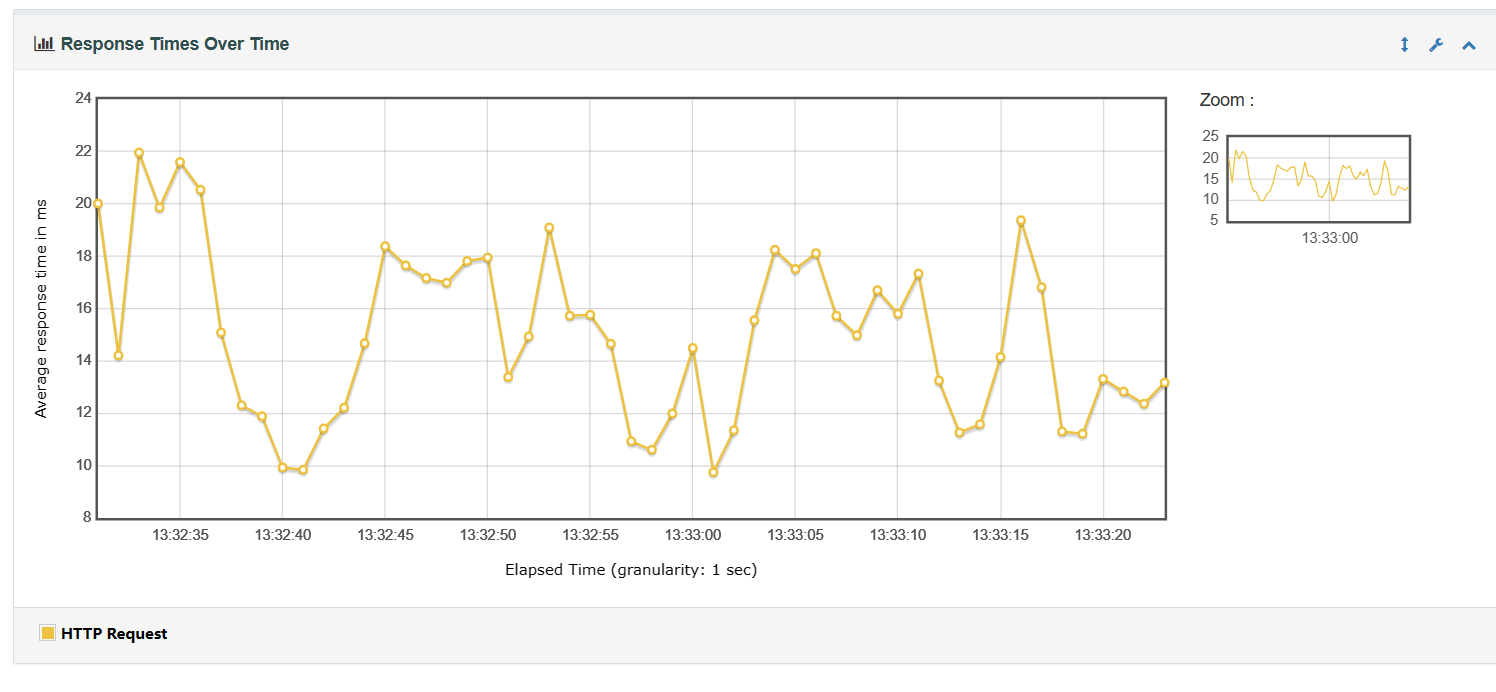 Response Times Over Time
24
22
20
18
16
14
12
10
8
Average response time in ms
13:32:35 13:32:40 13:32:45 13:32:50 13:32:55 13:33:00 13:33:05 13:33:10 13:33:15 13:33:20
Elapsed Time (granularity: 1 sec)
Zoom :
25
20
15
10
5
13:33:00
HTTP Request